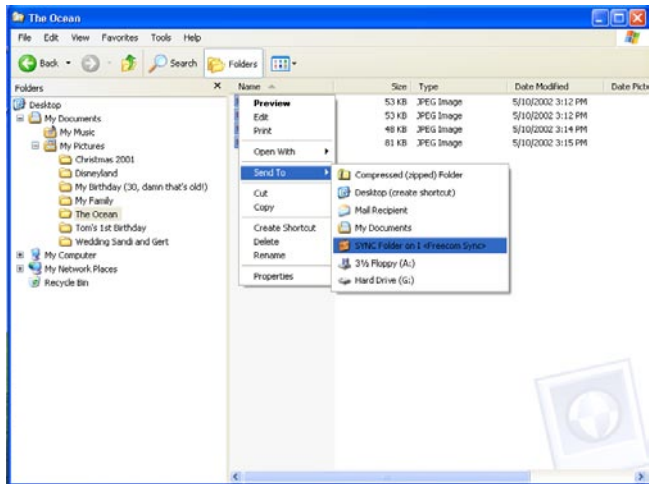 The Ocean
File Edit View Favorites Tools Help
Back Search Folders
Folders X Name Size Type Date Modified Date Pict
Desktop
My Documents
My Music
My Pictures
Christmas 2001
Disneyland
My Birthday (30, damn that's old!)
My Family
The Ocean
Tom's 1st Birthday
Wedding Sandi and Gert
My Computer
My Network Places
Recycle Bin
53 KB JPEG Image 5/10/2002 3:12 PM
53 KB JPEG Image 5/10/2002 3:12 PM
48 KB JPEG Image 5/10/2002 3:14 PM
81 KB JPEG Image 5/10/2002 3:15 PM
Preview
Edit
Print
Open With
Send To
Cut
Copy
Create Shortcut
Delete
Rename
Properties
Compressed (zipped) Folder
Desktop (create shortcut)
Mail Recipient
My Documents
SYNC Folder on I <Freecom Sync>
3½ Floppy (A:)
Hard Drive (G:)